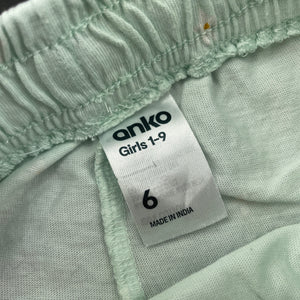 anko
Girls 1-9
6
MADE IN INDIA